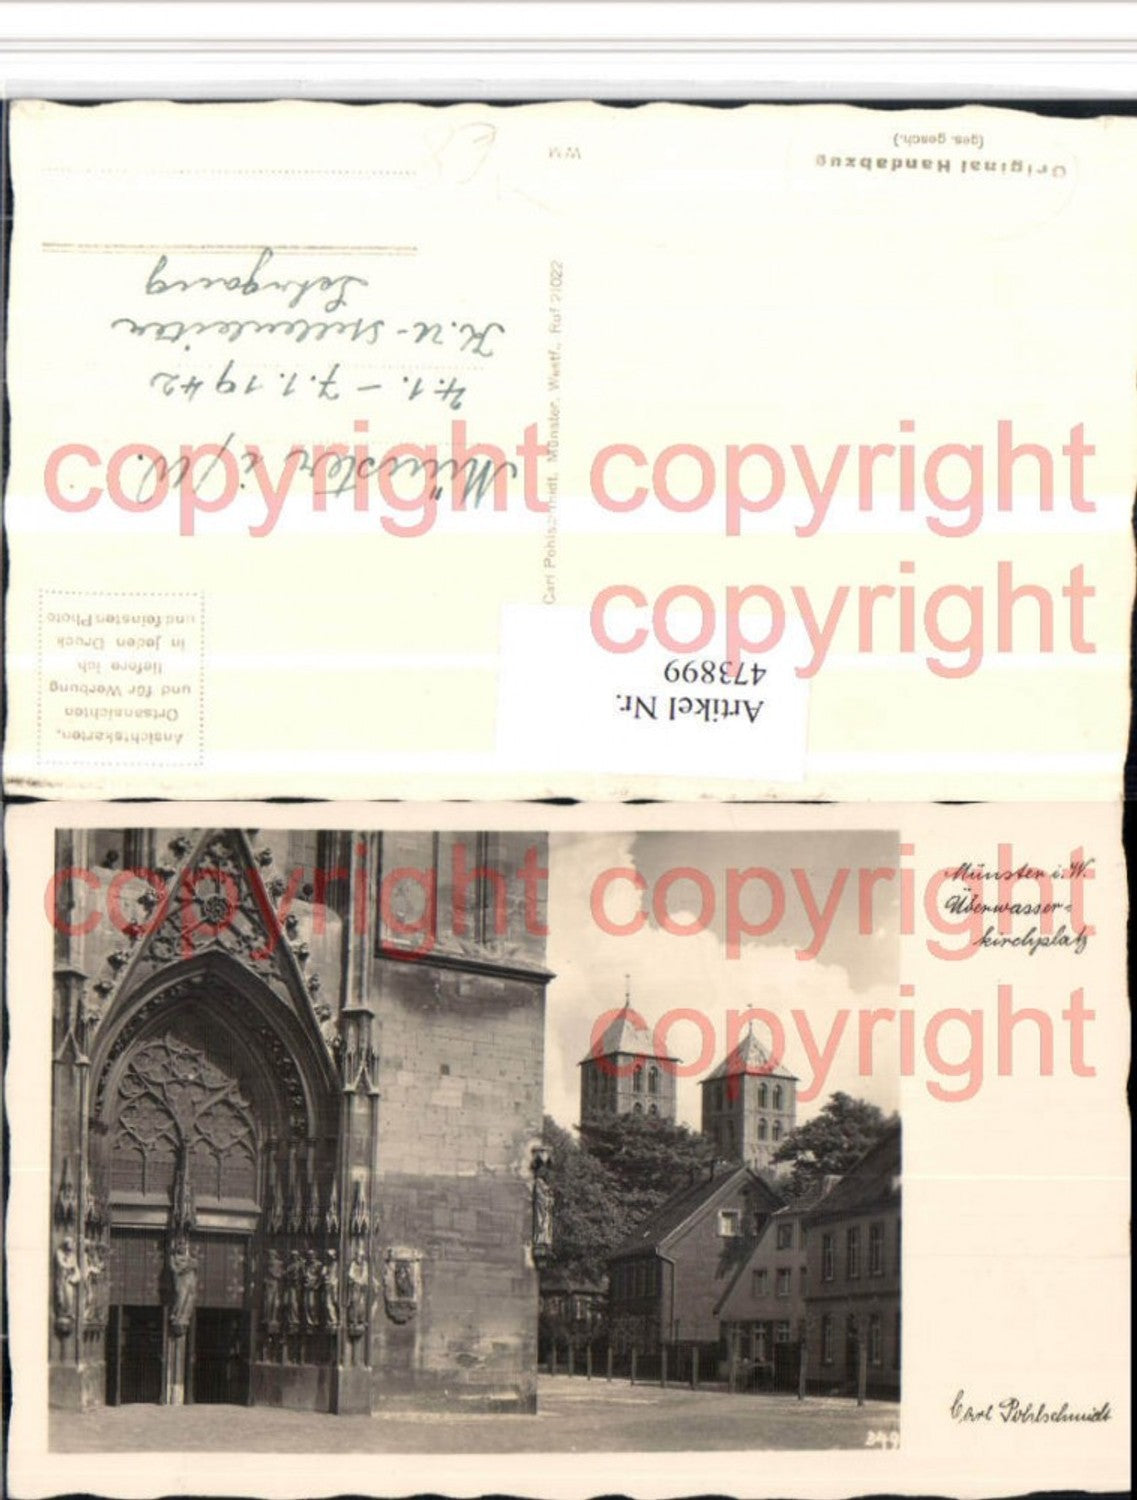 Original Handabzug
(ges. gesch.)
WM
Carl Pohlschmidt, Münster, Westf., Ruf 21022
Münster i/W.
4.1. – 7.1.1942
K.U-Stellenleiter
Lehrgang
Ansichtskarten,
Ortsansichten
und für Werbung
liefere ich
in jeden Druck
und feinsten Photo
Artikel Nr.
473899
copyright copyright
copyright
Münster i.W.
Überwasser-
kirchplatz
Carl Pohlschmidt
349
copyright copyright
copyright